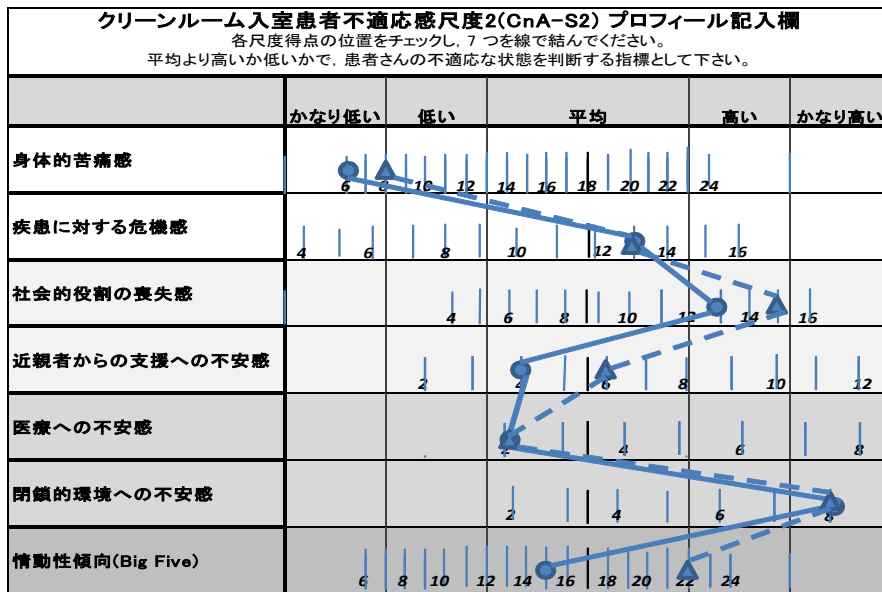 クリーンルーム入室患者不適応感尺度2(CnA-S2) プロフィール記入欄
各尺度得点の位置をチェックし，7つを線で結んでください。
平均より高いか低いかで，患者さんの不適応な状態を判断する指標として下さい。
かなり低い 低い 平均 高い かなり高い
身体的苦痛感 6 8 10 12 14 16 18 20 22 24
疾患に対する危機感 4 6 8 10 12 14 16
社会的役割の喪失感 4 6 8 10 12 14 16
近親者からの支援への不安感 2 4 6 8 10 12
医療への不安感 2 4 6 8
閉鎖的環境への不安感 2 4 6 8
情動性傾向(Big Five) 6 8 10 12 14 16 18 20 22 24